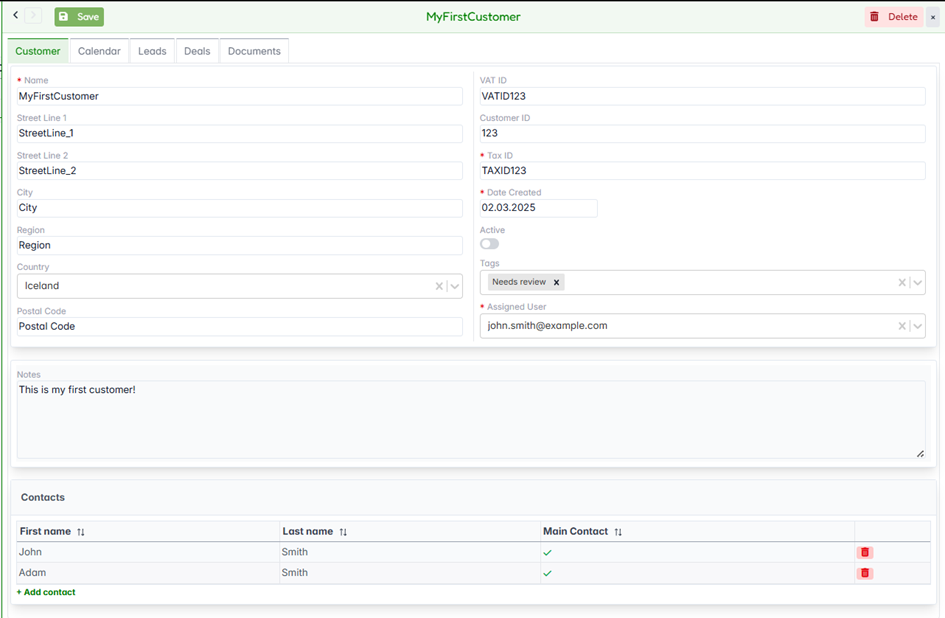 Save
MyFirstCustomer
Delete
×
Customer Calendar Leads Deals Documents
* Name
MyFirstCustomer
Street Line 1
StreetLine_1
Street Line 2
StreetLine_2
City
City
Region
Region
Country
Iceland
Postal Code
Postal Code
VAT ID
VATID123
Customer ID
123
* Tax ID
TAXID123
* Date Created
02.03.2025
Active
Tags
Needs review x
* Assigned User
john.smith@example.com
Notes
This is my first customer!
Contacts
First name Last name Main Contact
John Smith
Adam Smith
+ Add contact